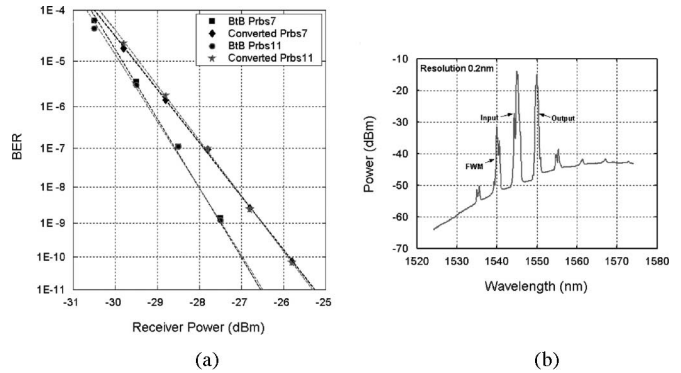 1E-4
1E-5
1E-6
1E-7
1E-8
1E-9
1E-10
1E-11
BER
-31
-30
-29
-28
-27
-26
-25
Receiver Power (dBm)
BtB Prbs7
Converted Prbs7
BtB Prbs11
Converted Prbs11
(a)
-10
-20
-30
-40
-50
-60
-70
Power (dBm)
Resolution 0.2nm
Input
Output
FWM
1520
1530
1540
1550
1560
1570
1580
Wavelength (nm)
(b)